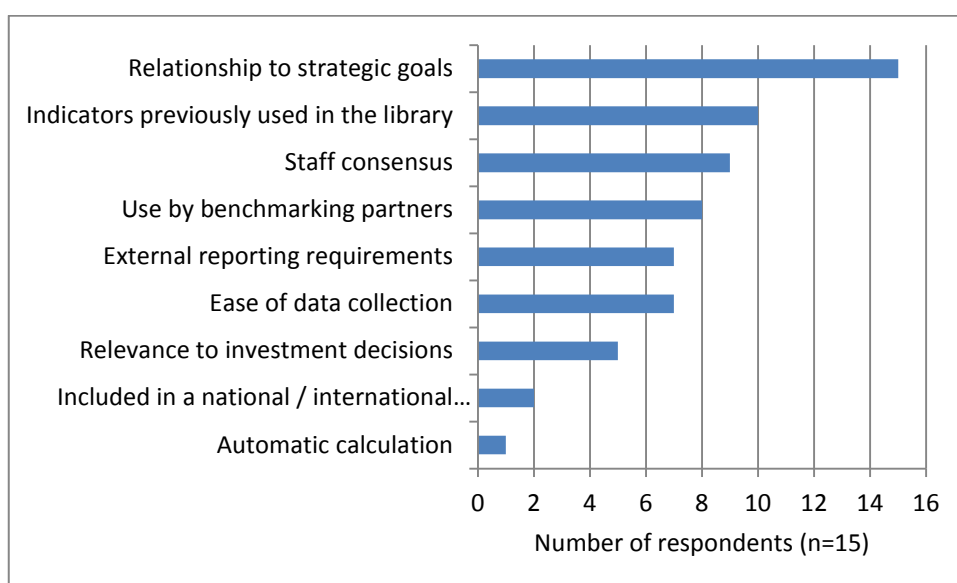 Relationship to strategic goals
Indicators previously used in the library
Staff consensus
Use by benchmarking partners
External reporting requirements
Ease of data collection
Relevance to investment decisions
Included in a national / international…
Automatic calculation
0 2 4 6 8 10 12 14 16
Number of respondents (n=15)